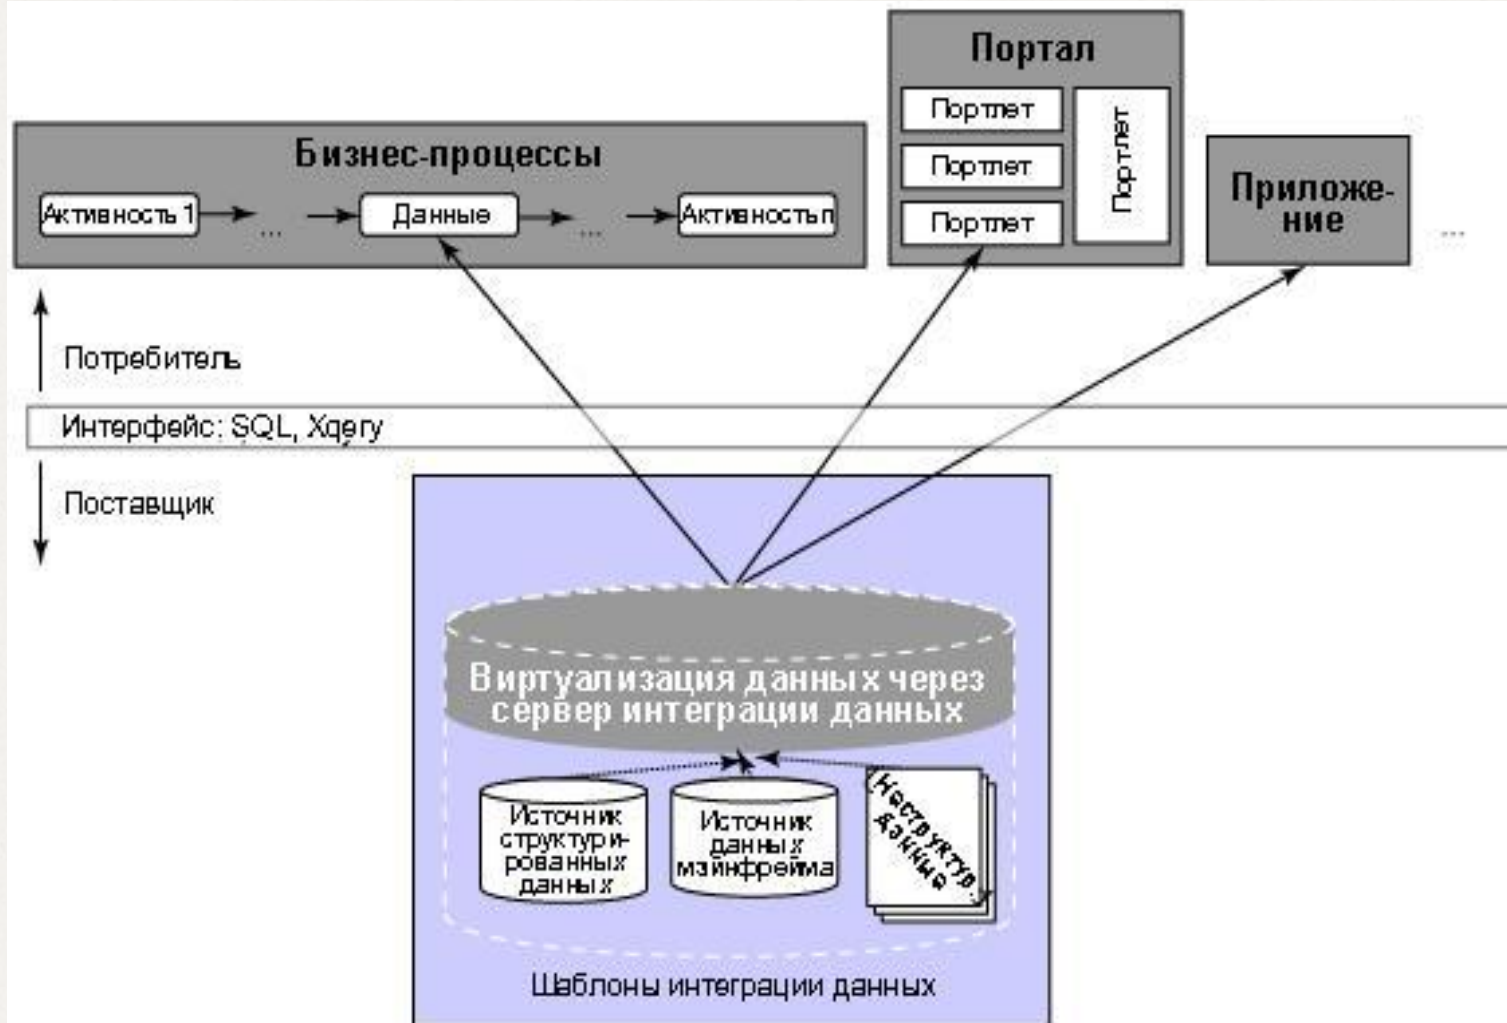 Портал
Портлет
Портлет
Портлет
Портлет
Бизнес-процессы
Активность 1
...
Данные
...
Активность n
Приложе-
ние
...
Потребитель
Интерфейс: SQL, Xqery
Поставщик
Виртуализация данных через
сервер интеграции данных
Источник
структури-
рованных
данных
Источник
данных
мэйнфрейма
(Неструктур.)
данные
Шаблоны интеграции данных